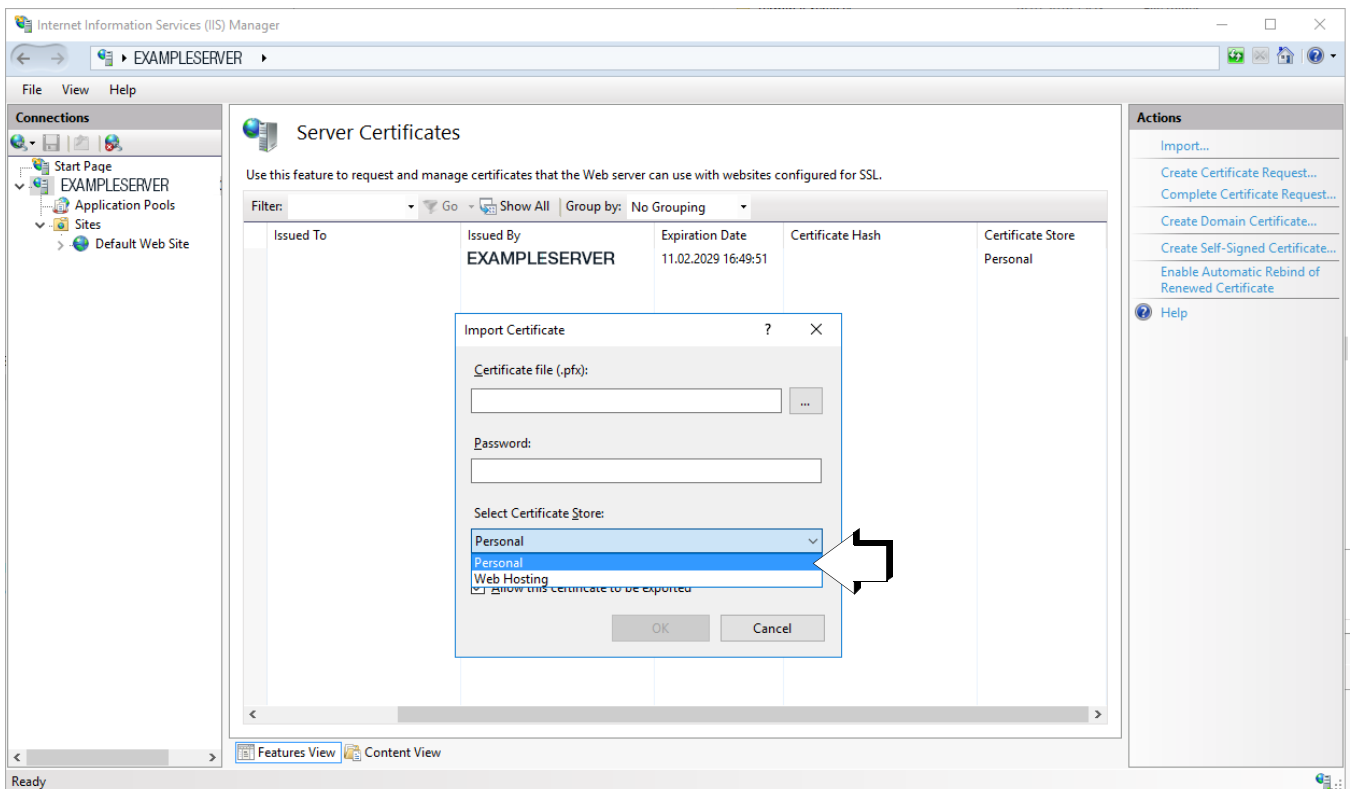 Internet Information Services (IIS) Manager
EXAMPLESERVER
File View Help
Connections
Start Page
EXAMPLESERVER
Application Pools
Sites
Default Web Site
Server Certificates
Use this feature to request and manage certificates that the Web server can use with websites configured for SSL.
Filter: Go Show All Group by: No Grouping
Issued To Issued By Expiration Date Certificate Hash Certificate Store
EXAMPLESERVER 11.02.2029 16:49:51 Personal
Import Certificate ?
Certificate file (.pfx):
...
Password:
Select Certificate Store:
Personal
Personal
Web Hosting
Allow this certificate to be exported
OK Cancel
Features View Content View
Actions
Import...
Create Certificate Request...
Complete Certificate Request...
Create Domain Certificate...
Create Self-Signed Certificate...
Enable Automatic Rebind of
Renewed Certificate
Help
Ready